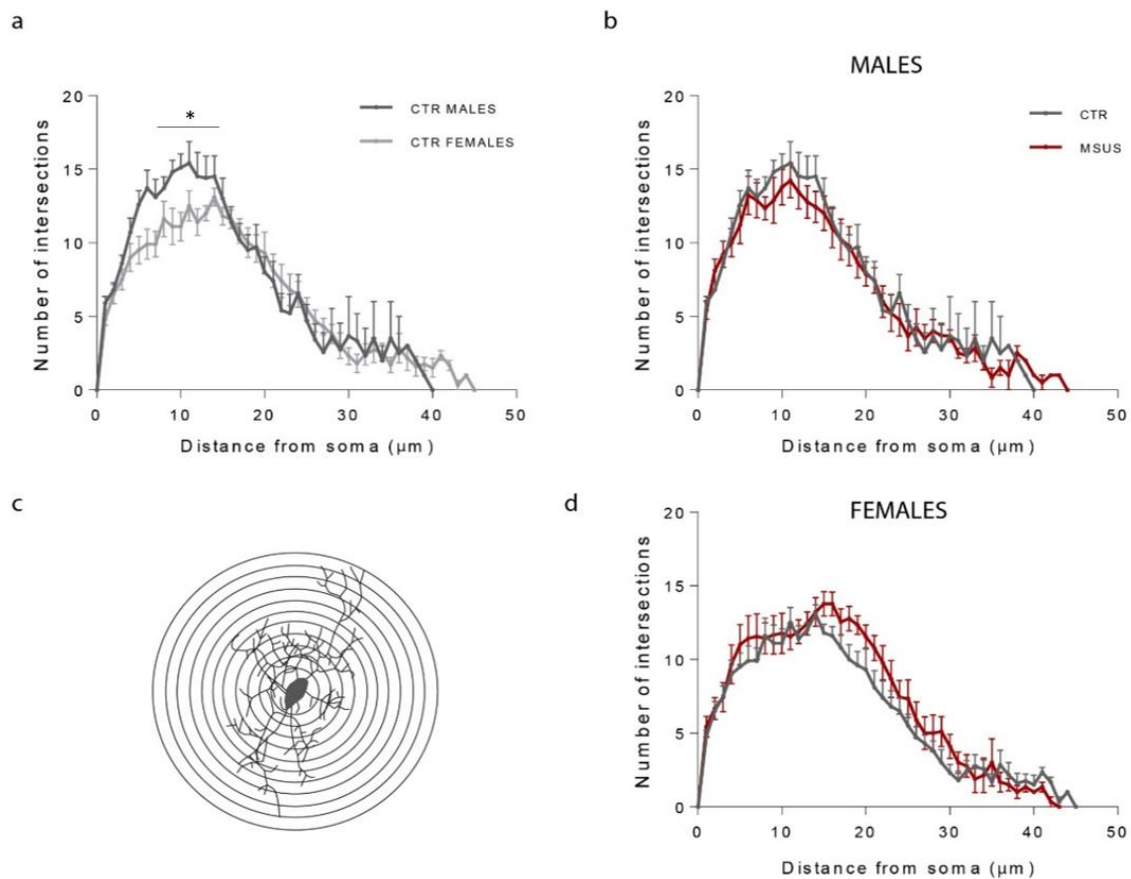 a
20
15
10
5
0
Number of intersections
*
CTR MALES
CTR FEMALES
0 10 20 30 40 50
Distance from soma (µm)
b
MALES
20
15
10
5
0
Number of intersections
CTR
MSUS
0 10 20 30 40 50
Distance from soma (µm)
c
d
FEMALES
20
15
10
5
0
Number of intersections
0 10 20 30 40 50
Distance from soma (µm)